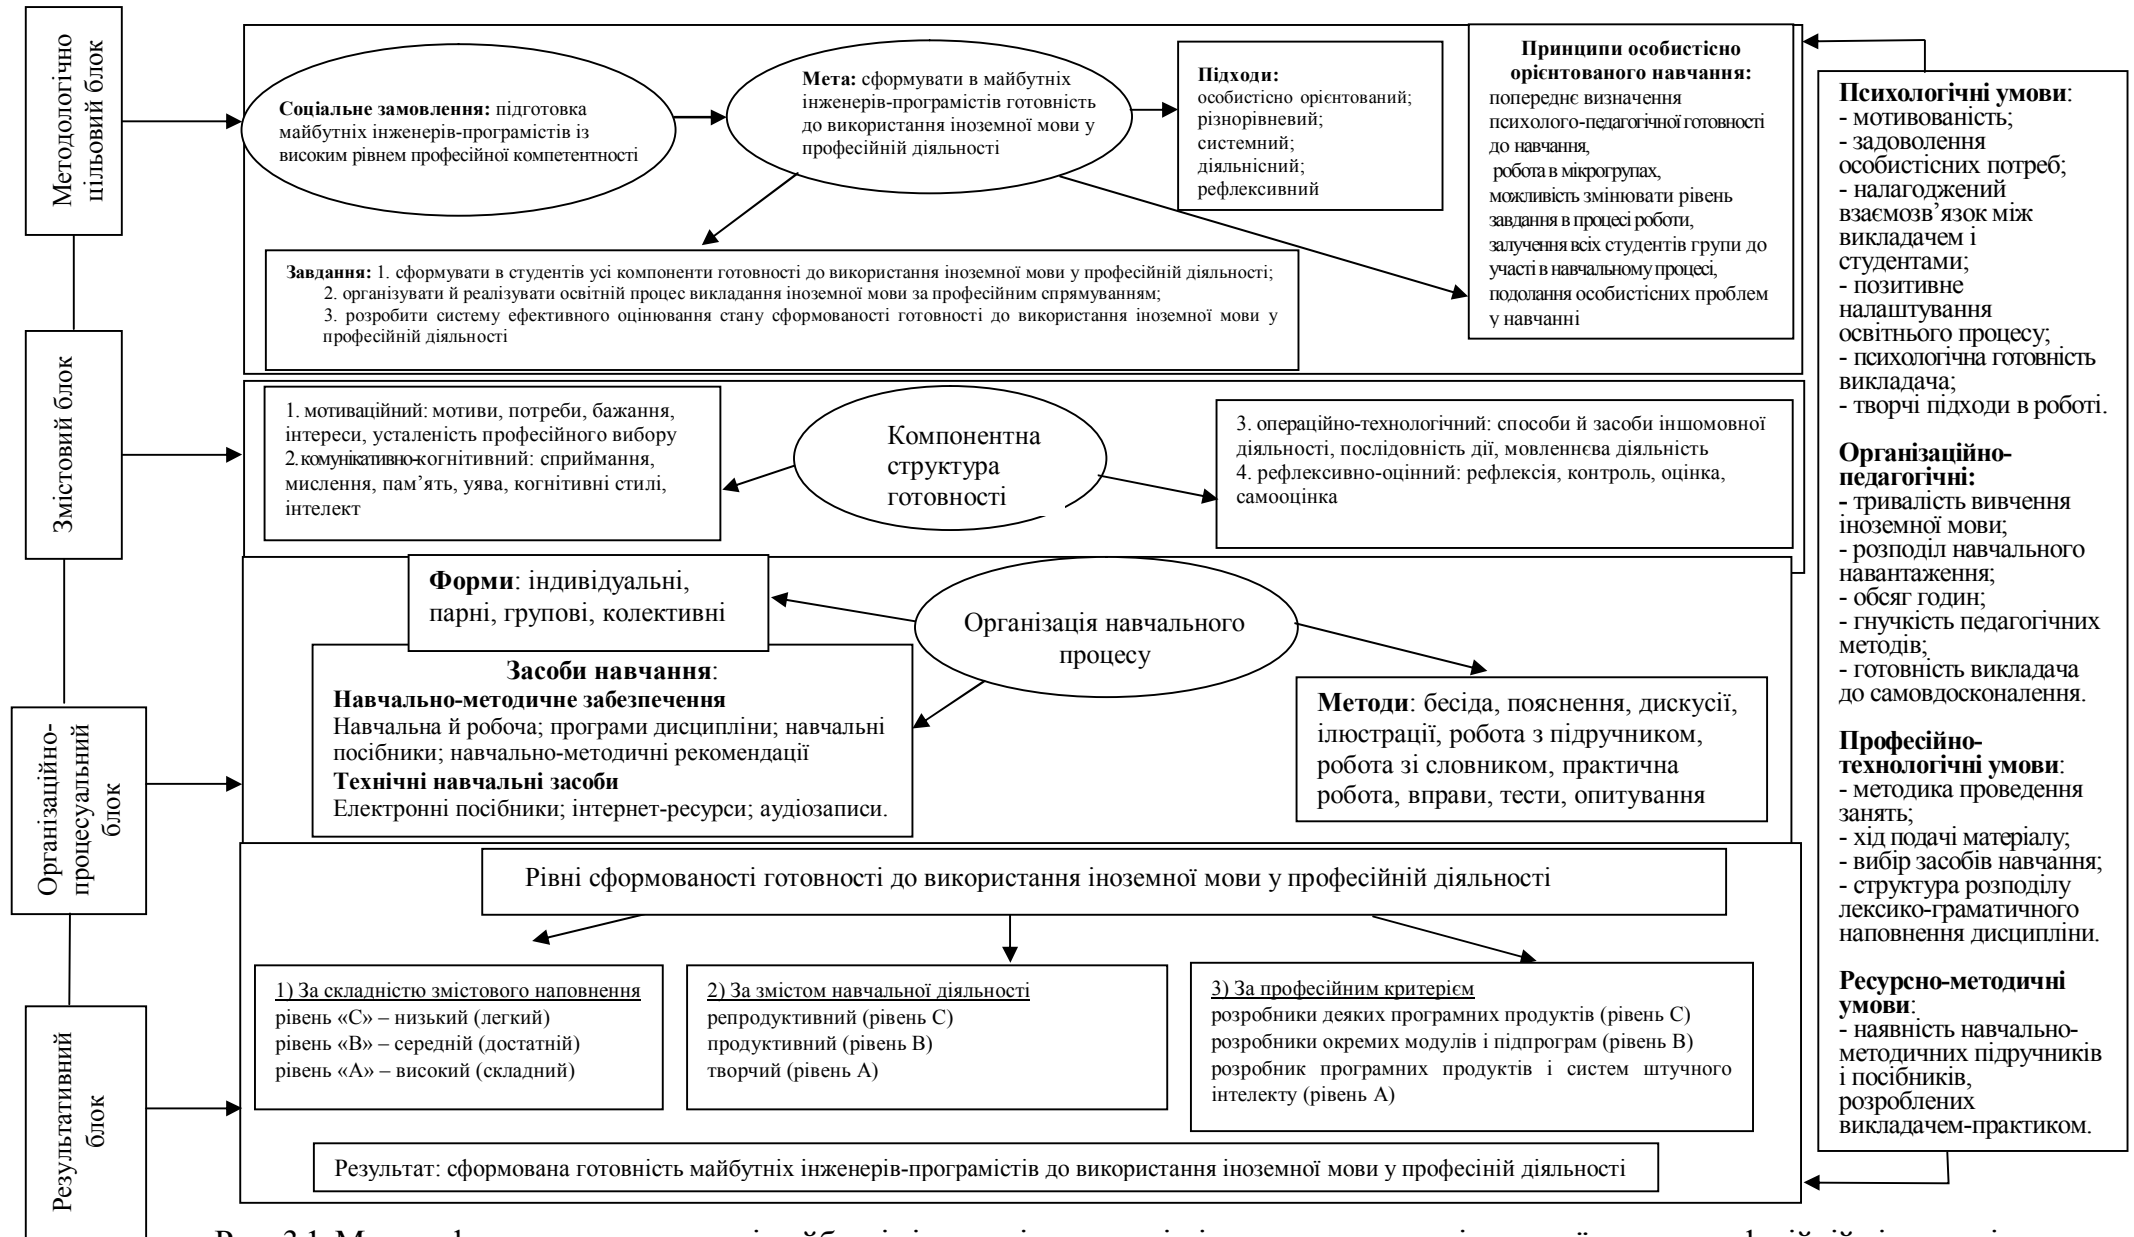 Методологічно
цільовий блок
Соціальне замовлення: підготовка
майбутніх інженерів-програмістів із
високим рівнем професійної компетентності
Мета: сформувати в майбутніх
інженерів-програмістів готовність
до використання іноземної мови у
професійній діяльності
Підходи:
особистісно орієнтований;
різнорівневий;
системний;
діяльнісний;
рефлексивний
Принципи особистісно
орієнтованого навчання:
попереднє визначення
психолого-педагогічної готовності
до навчання,
робота в мікрогрупах,
можливість змінювати рівень
завдання в процесі роботи,
залучення всіх студентів групи до
участі в навчальному процесі,
подолання особистісних проблем
у навчанні
Завдання: 1. сформувати в студентів усі компоненти готовності до використання іноземної мови у професійній діяльності;
2. організувати й реалізувати освітній процес викладання іноземної мови за професійним спрямуванням;
3. розробити систему ефективного оцінювання стану сформованості готовності до використання іноземної мови у
професійній діяльності
Змістовий блок
1. мотиваційний: мотиви, потреби, бажання,
інтереси, усталеність професійного вибору
2. комунікативно-когнітивний: сприймання,
мислення, пам’ять, уява, когнітивні стилі,
інтелект
Компонентна
структура
готовності
3. операційно-технологічний: способи й засоби іншомовної
діяльності, послідовність дії, мовленнєва діяльність
4. рефлексивно-оцінний: рефлексія, контроль, оцінка,
самооцінка
Організаційно-
процесуальний
блок
Форми: індивідуальні,
парні, групові, колективні
Організація навчального
процесу
Засоби навчання:
Навчально-методичне забезпечення
Навчальна й робоча; програми дисципліни; навчальні
посібники; навчально-методичні рекомендації
Технічні навчальні засоби
Електронні посібники; інтернет-ресурси; аудіозаписи.
Методи: бесіда, пояснення, дискусії,
ілюстрації, робота з підручником,
робота зі словником, практична
робота, вправи, тести, опитування
Результативний
блок
Рівні сформованості готовності до використання іноземної мови у професійній діяльності
1) За складністю змістового наповнення
рівень «С» – низький (легкий)
рівень «В» – середній (достатній)
рівень «А» – високий (складний)
2) За змістом навчальної діяльності
репродуктивний (рівень С)
продуктивний (рівень В)
творчий (рівень А)
3) За професійним критерієм
розробники деяких програмних продуктів (рівень С)
розробники окремих модулів і підпрограм (рівень В)
розробник програмних продуктів і систем штучного
інтелекту (рівень А)
Результат: сформована готовність майбутніх інженерів-програмістів до використання іноземної мови у професіній діяльності
Психологічні умови:
- мотивованість;
- задоволення
особистісних потреб;
- налагоджений
взаємозв’язок між
викладачем і
студентами;
- позитивне
налаштування
освітнього процесу;
- психологічна готовність
викладача;
- творчі підходи в роботі.
Організаційно-
педагогічні:
- тривалість вивчення
іноземної мови;
- розподіл навчального
навантаження;
- обсяг годин;
- гнучкість педагогічних
методів;
- готовність викладача
до самовдосконалення.
Професійно-
технологічні умови:
- методика проведення
занять;
- хід подачі матеріалу;
- вибір засобів навчання;
- структура розподілу
лексико-граматичного
наповнення дисципліни.
Ресурсно-методичні
умови:
- наявність навчально-
методичних підручників
і посібників,
розроблених
викладачем-практиком.